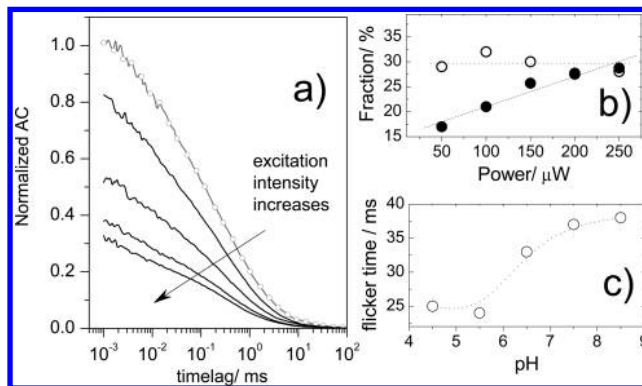 a)
Normalized AC
1.0
0.8
0.6
0.4
0.2
0.0
excitation
intensity
increases
10⁻³ 10⁻² 10⁻¹ 10⁰ 10¹ 10²
timelag/ ms
b)
Fraction/ %
35
30
25
20
15
50 100 150 200 250
Power/ μW
c)
flicker time / ms
40
35
30
25
4 5 6 7 8 9
pH